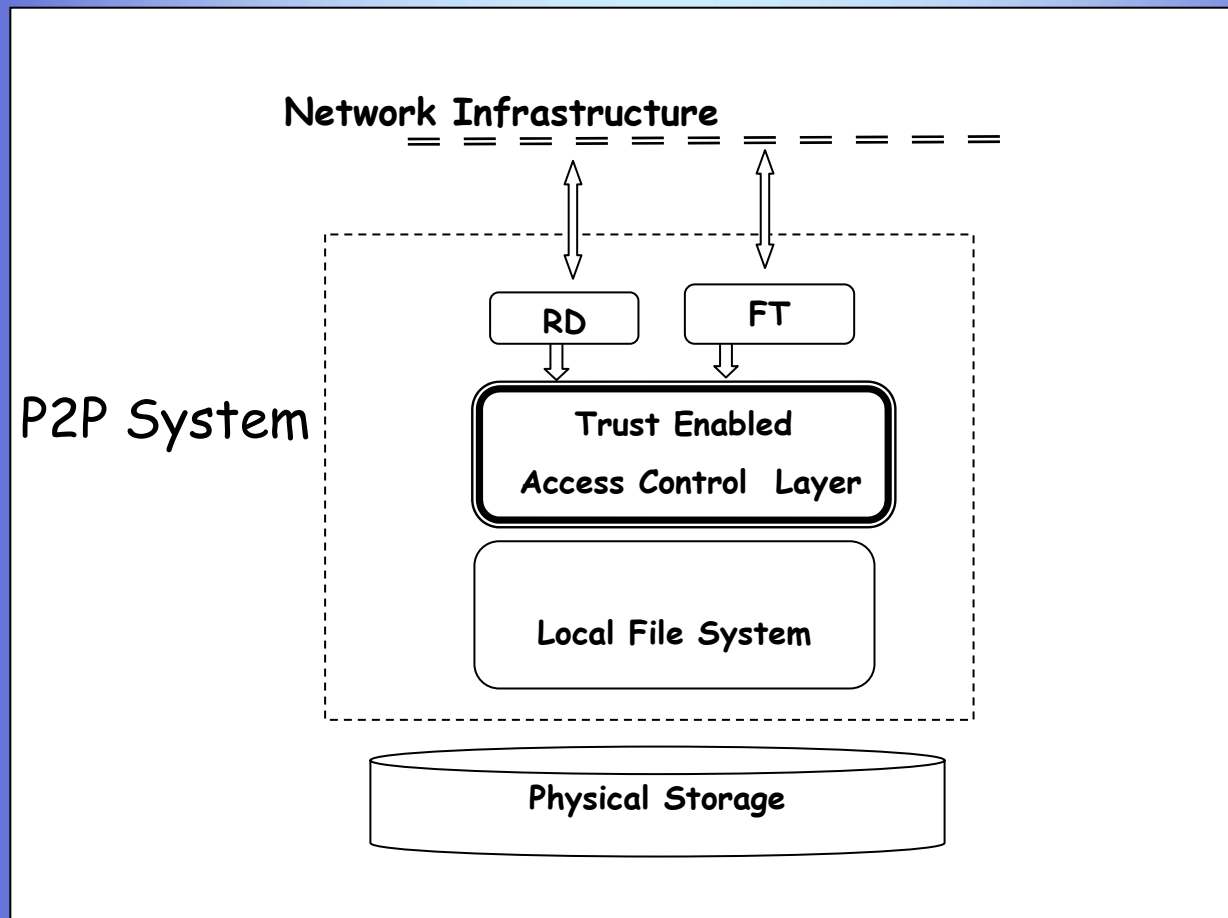 Network Infrastructure
RD
FT
P2P System
Trust Enabled
Access Control Layer
Local File System
Physical Storage